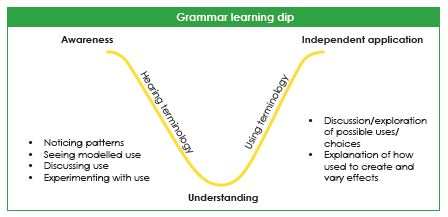 Grammar learning dip
Awareness
Independent application
Hearing terminology
Using terminology
• Noticing patterns
• Seeing modelled use
• Discussing use
• Experimenting with use
• Discussion/exploration
of possible uses/
choices
• Explanation of how
used to create and
vary effects
Understanding